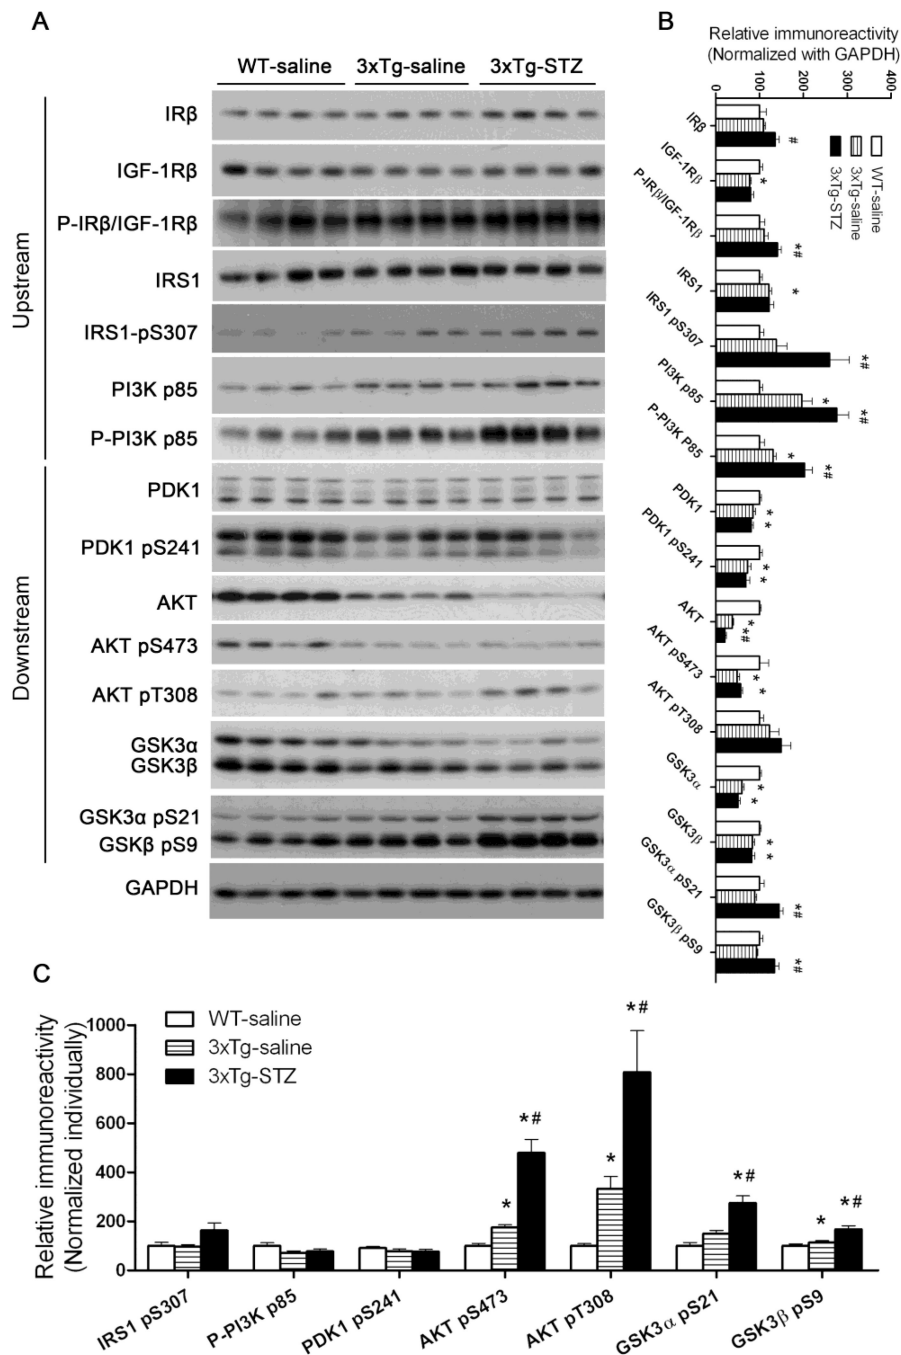 A
WT-saline 3xTg-saline 3xTg-STZ
Upstream
IRβ
IGF-1Rβ
P-IRβ/IGF-1Rβ
IRS1
IRS1-pS307
PI3K p85
P-PI3K p85
Downstream
PDK1
PDK1 pS241
AKT
AKT pS473
AKT pT308
GSK3α
GSK3β
GSK3α pS21
GSKβ pS9
GAPDH
B
Relative immunoreactivity
(Normalized with GAPDH)
0 100 200 300 400
WT-saline
3xTg-saline
3xTg-STZ
IRβ
#
IGF-1Rβ
*
P-IRβ/IGF-1Rβ
*#
IRS1
*
IRS1 pS307
*#
PI3K p85
*
*#
P-PI3K P85
*
*#
PDK1
*
*
PDK1 pS241
*
*
AKT
*
*#
AKT pS473
*
*
AKT pT308
GSK3α
*
*
GSK3β
*
*
GSK3α pS21
*#
GSK3β pS9
*#
C
Relative immunoreactivity
(Normalized individually)
1000
800
600
400
200
0
WT-saline
3xTg-saline
3xTg-STZ
* *# * *# *# * *#
IRS1 pS307
P-PI3K p85
PDK1 pS241
AKT pS473
AKT pT308
GSK3α pS21
GSK3β pS9